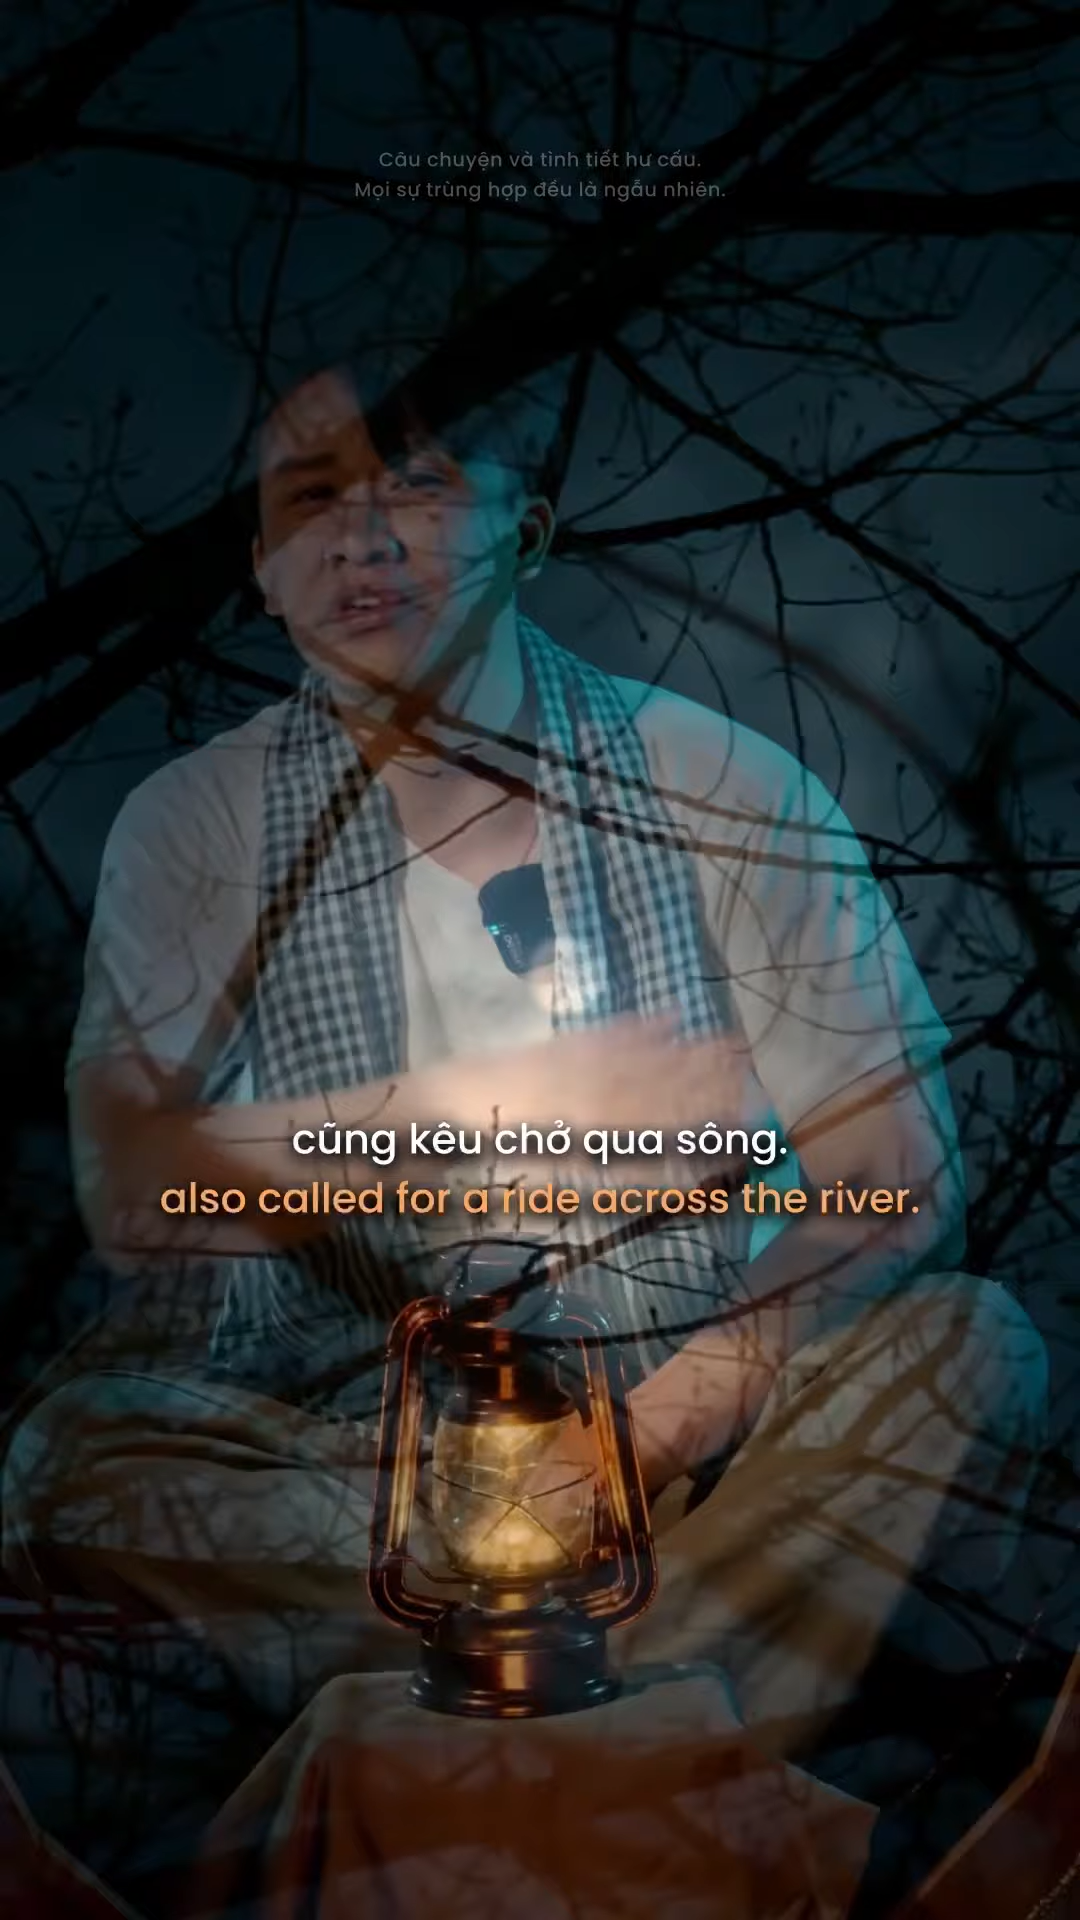 Câu chuyện và tình tiết hư cấu.
Mọi sự trùng hợp đều là ngẫu nhiên.
cũng kêu chở qua sông.
also called for a ride across the river.